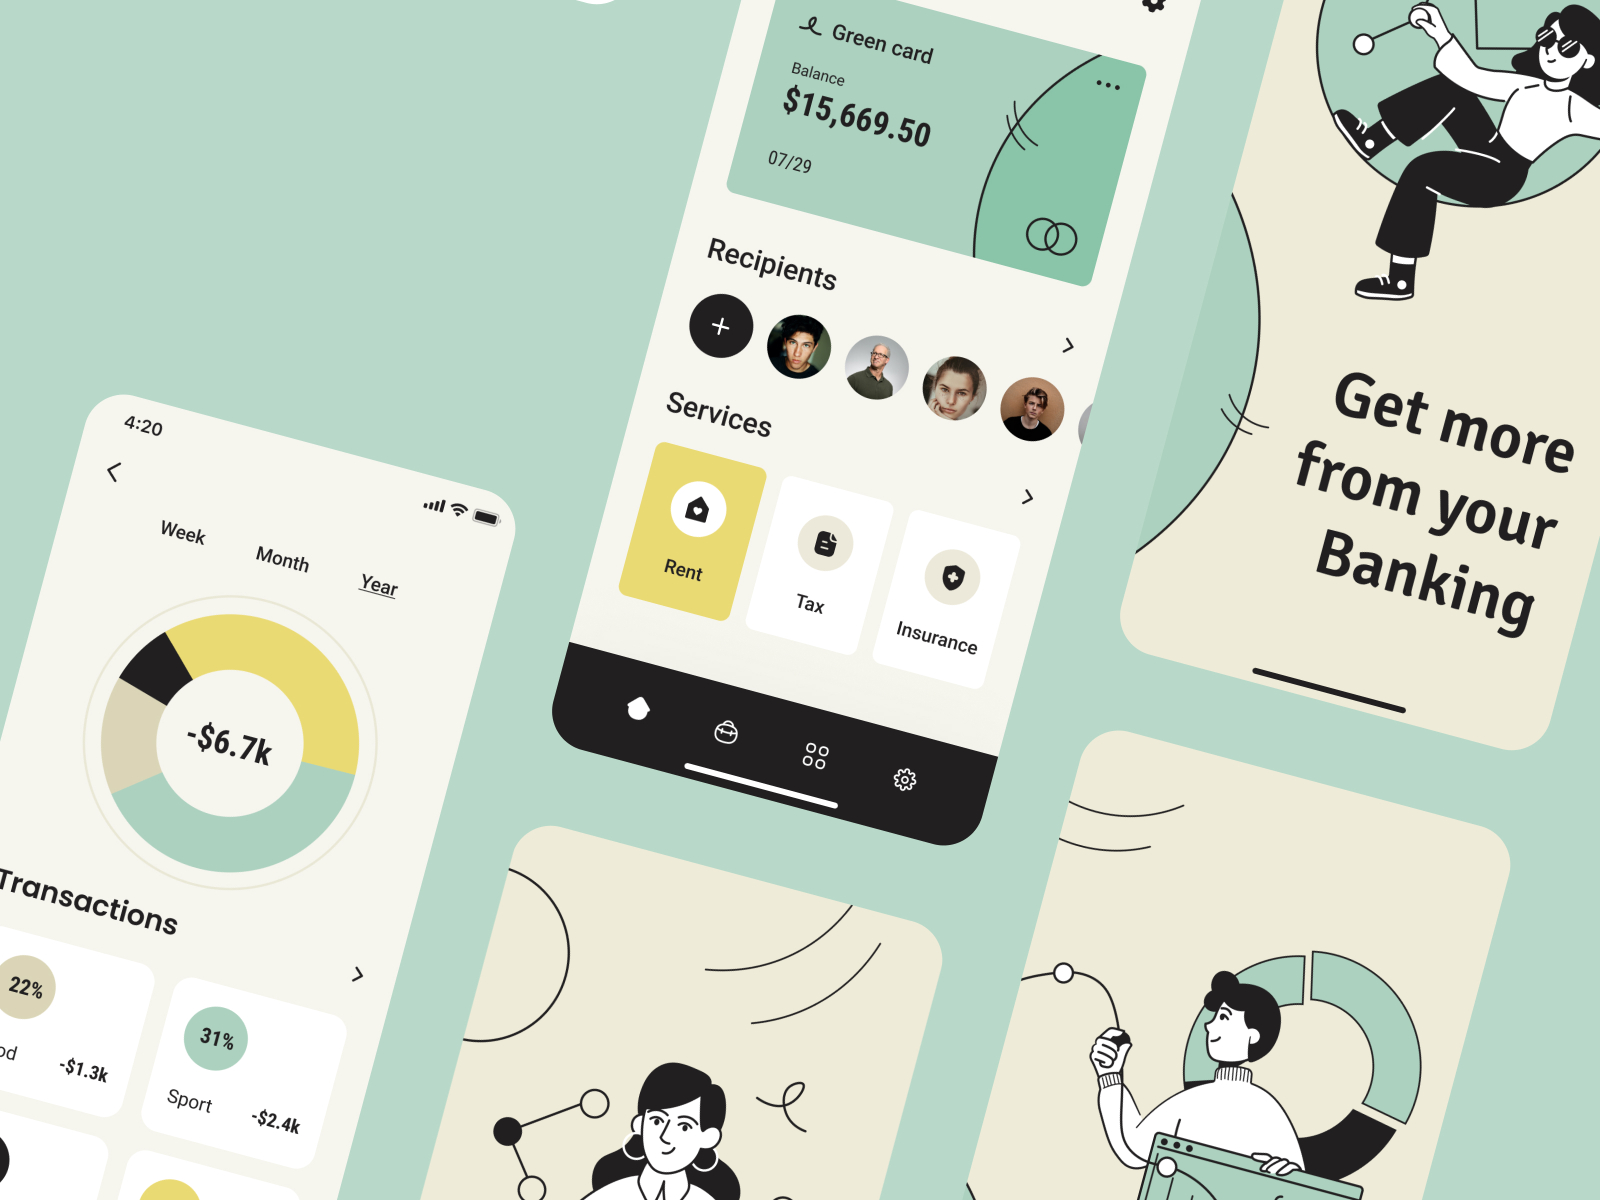 4:20
Week
Month
Year
-$6.7k
Transactions
22%
-$1.3k
31%
Sport
-$2.4k
Green card
Balance
$15,669.50
07/29
Recipients
Services
Rent
Tax
Insurance
Get more
from your
Banking